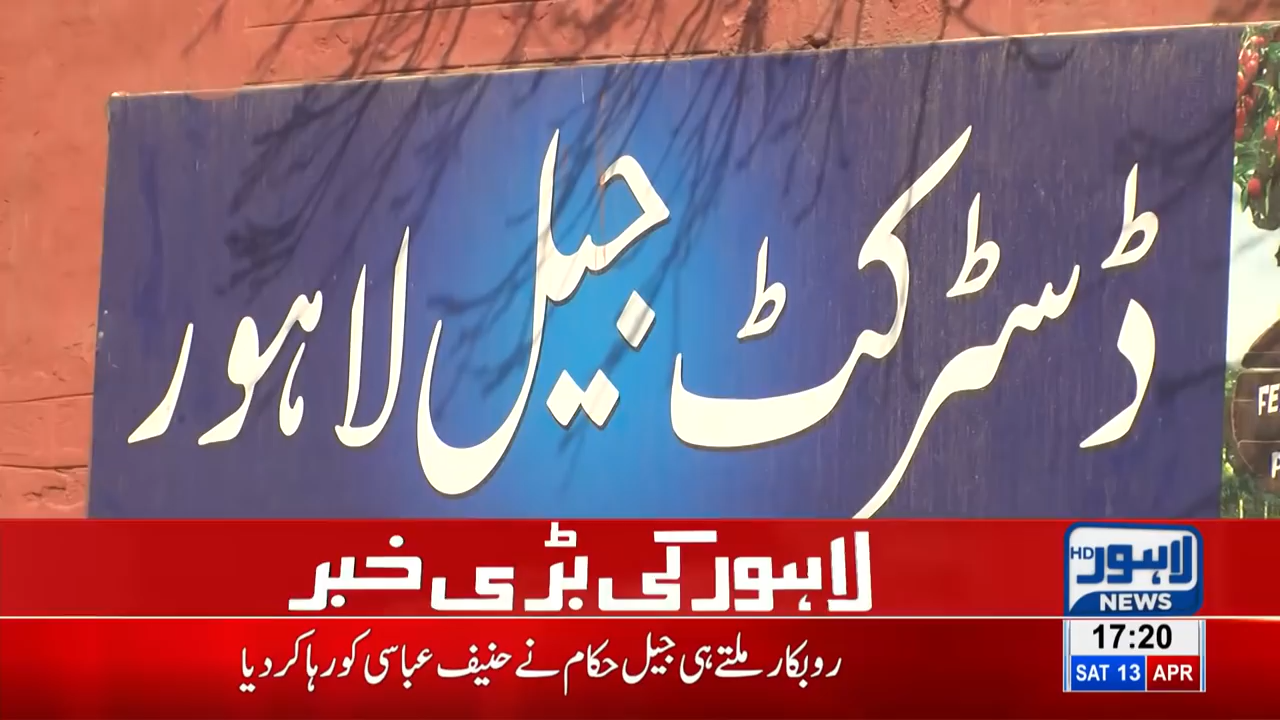 ڈسٹرکٹ جیل لاہور
FE
لاہور کی بڑی خبر
روبکار ملتے ہی جیل حکام نے حنیف عباسی کو رہا کر دیا
HD لاہور
NEWS
17:20
SAT 13 APR